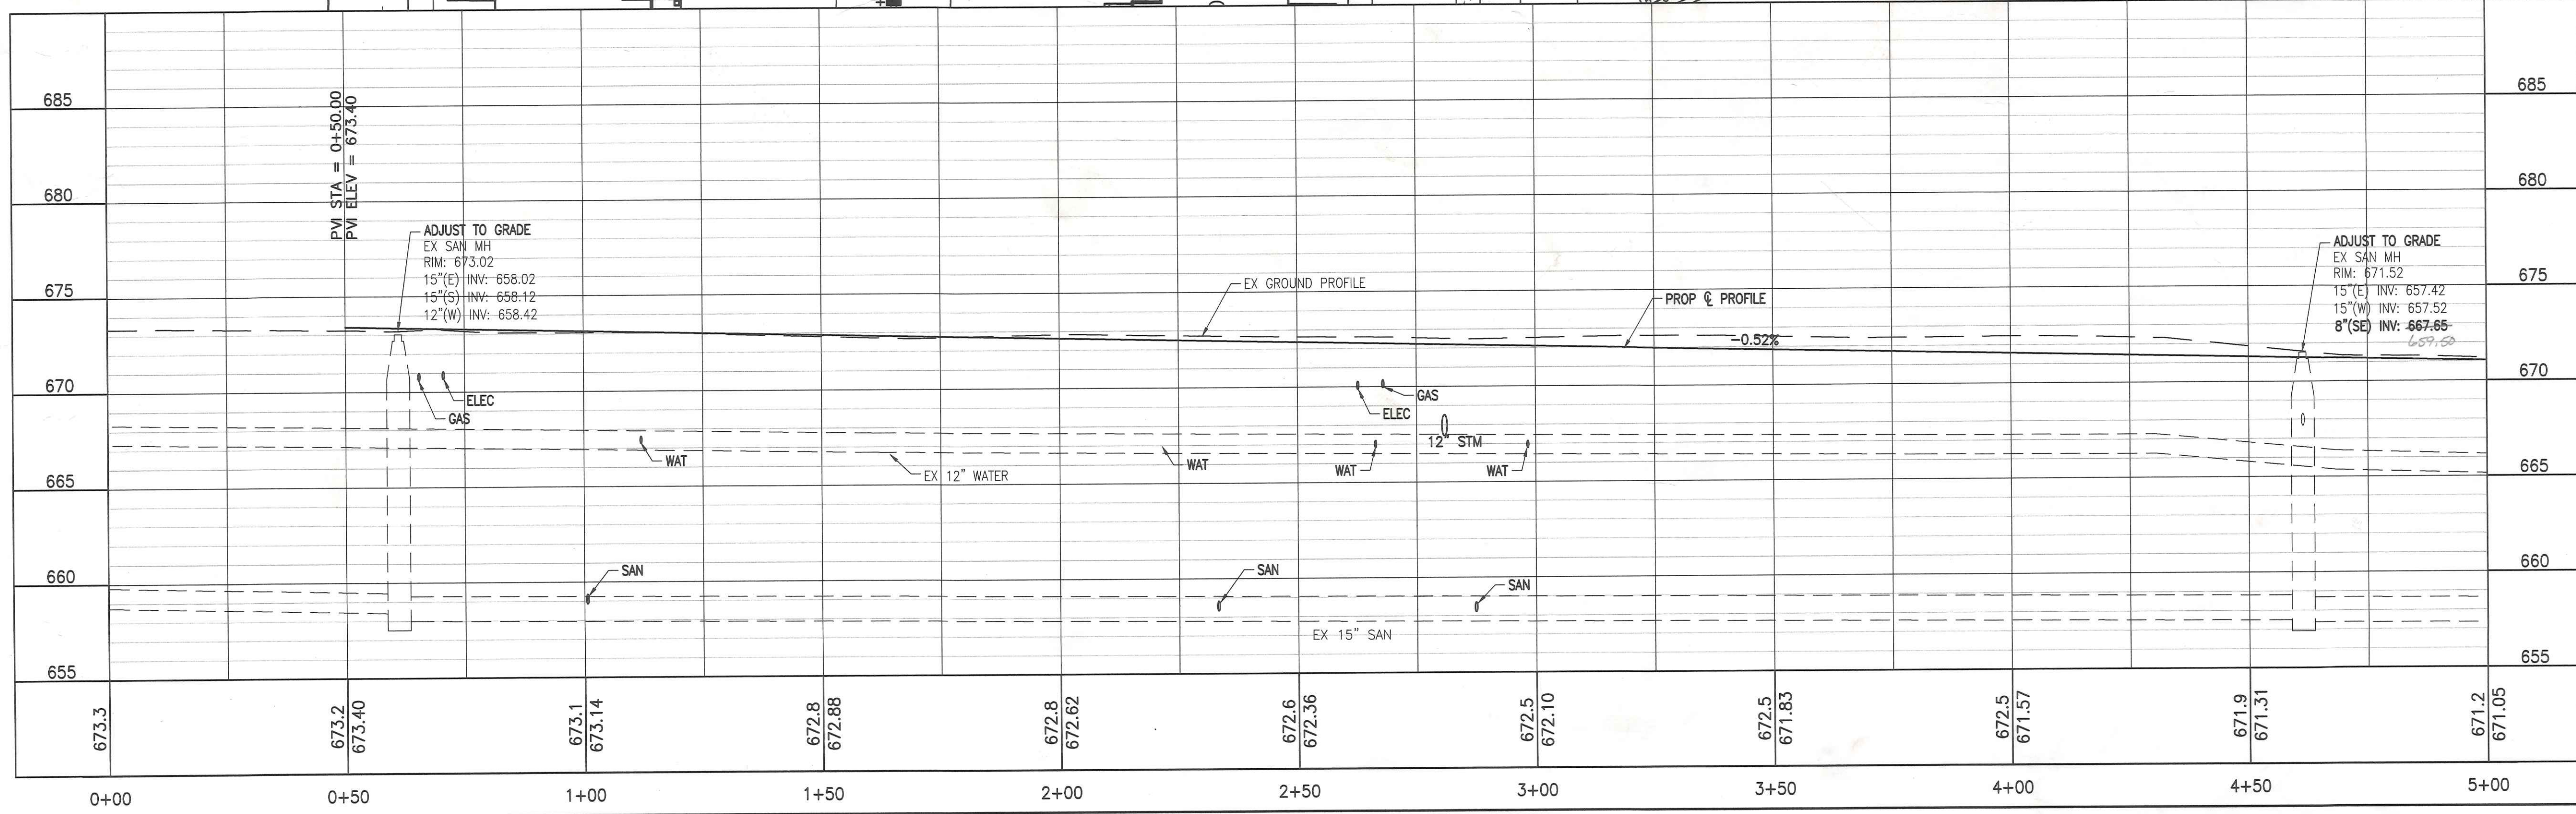 685
680
675
670
665
660
655
PVI STA = 0+50.00
PVI ELEV = 673.40
ADJUST TO GRADE
EX SAN MH
RIM: 673.02
15"(E) INV: 658.02
15"(S) INV: 658.12
12"(W) INV: 658.42
EX GROUND PROFILE
PROP ℄ PROFILE
-0.52%
ADJUST TO GRADE
EX SAN MH
RIM: 671.52
15"(E) INV: 657.42
15"(W) INV: 657.52
8"(SE) INV: 667.65
659.50
ELEC
GAS
GAS
ELEC
12" STM
WAT
EX 12" WATER
WAT
WAT
WAT
SAN
SAN
SAN
EX 15" SAN
685
680
675
670
665
660
655
673.3
673.2
673.40
673.1
673.14
672.8
672.88
672.8
672.62
672.6
672.36
672.5
672.10
672.5
671.83
672.5
671.57
671.9
671.31
671.2
671.05
0+00
0+50
1+00
1+50
2+00
2+50
3+00
3+50
4+00
4+50
5+00